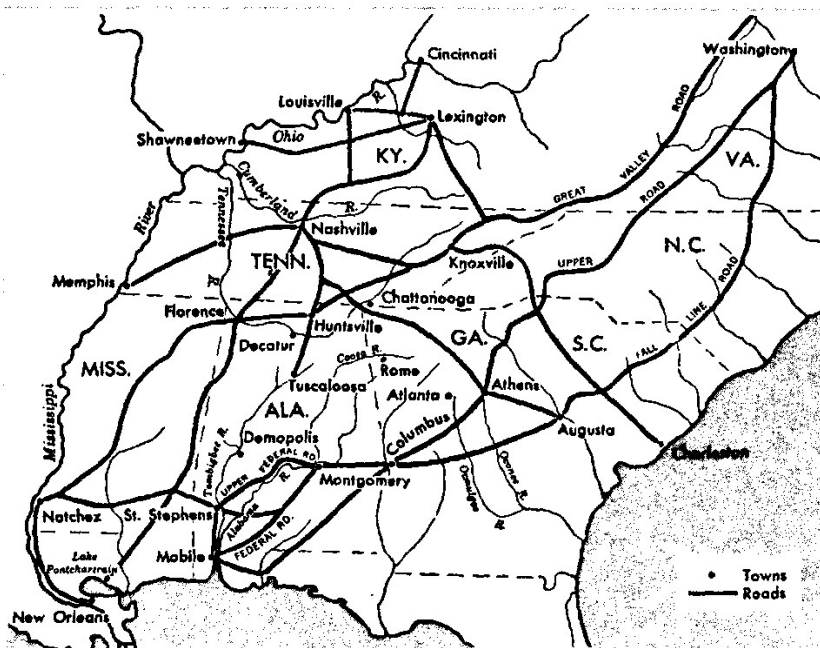 Cincinnati
Washington
Louisville
R.
Lexington
Shawneetown
Ohio
KY.
ROAD
VALLEY
GREAT
VA.
Cumberland
R.
Tennessee
R.
River
Nashville
ROAD
N.C.
Memphis
TENN.
Knoxville
UPPER
ROAD
Chattanooga
Florence
Huntsville
GA.
S.C.
LINE
FALL
Decatur
Coosa R.
Rome
MISS.
Tuscaloosa
Atlanta
Athens
ALA.
Columbus
Augusta
Mississippi
Demopolis
Tombigbee R.
UPPER FEDERAL RD.
R.
Montgomery
Charleston
Oconee R.
Ocmulgee R.
Natchez
St. Stephens
Alabama
FEDERAL RD.
Mobile
Lake
Pontchartrain
New Orleans
Towns
Roads